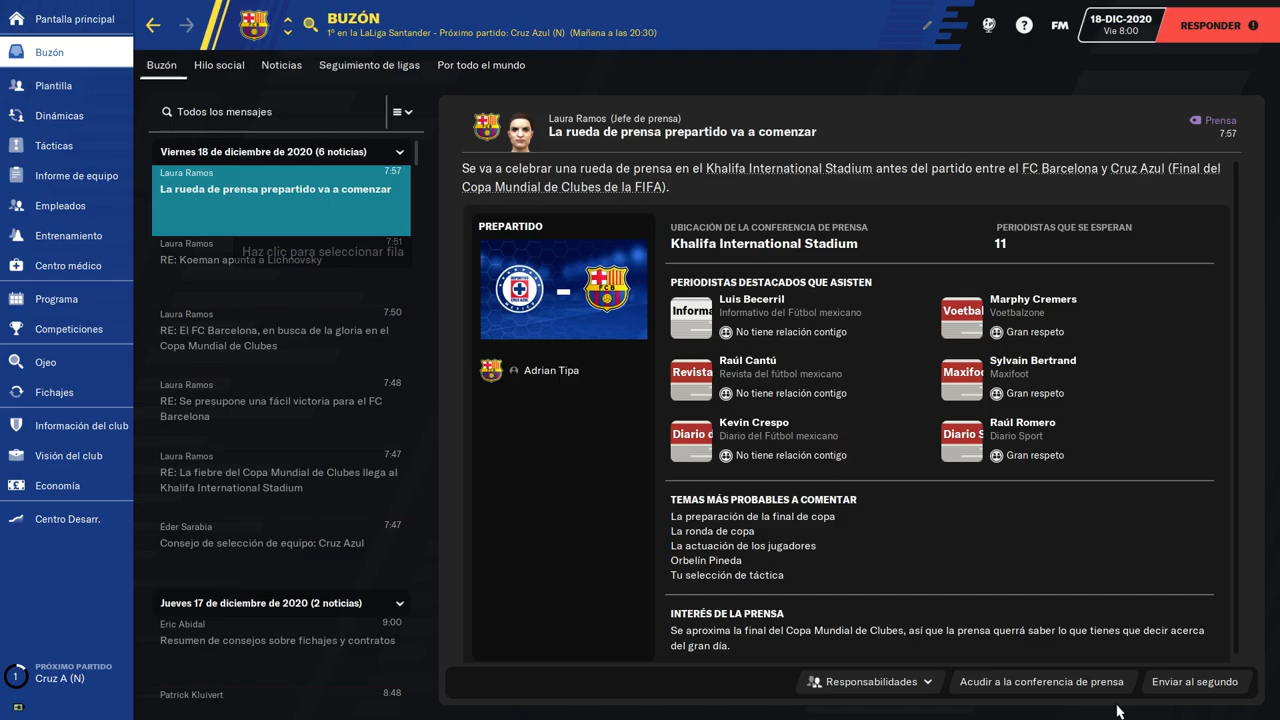 Pantalla principal
Buzón
Plantilla
Dinámicas
Tácticas
Informe de equipo
Empleados
Entrenamiento
Centro médico
Programa
Competiciones
Ojeo
Fichajes
Información del club
Visión del club
Economía
Centro Desarr.
1
PRÓXIMO PARTIDO
Cruz A (N)
BUZÓN
1º en la LaLiga Santander - Próximo partido: Cruz Azul (N) (Mañana a las 20:30)
FM
18-DIC-2020
Vie 8:00
RESPONDER
Buzón
Hilo social
Noticias
Seguimiento de ligas
Por todo el mundo
Todos los mensajes
Viernes 18 de diciembre de 2020 (6 noticias)
Laura Ramos 7:57
La rueda de prensa prepartido va a comenzar
Laura Ramos 7:51
RE: Koeman apunta a Lichnovsky
Haz clic para seleccionar fila
Laura Ramos 7:50
RE: El FC Barcelona, en busca de la gloria en el
Copa Mundial de Clubes
Laura Ramos 7:48
RE: Se presupone una fácil victoria para el FC
Barcelona
Laura Ramos 7:47
RE: La fiebre del Copa Mundial de Clubes llega al
Khalifa International Stadium
Éder Sarabia 7:47
Consejo de selección de equipo: Cruz Azul
Jueves 17 de diciembre de 2020 (2 noticias)
Eric Abidal 9:00
Resumen de consejos sobre fichajes y contratos
Patrick Kluivert 8:48
Laura Ramos (Jefe de prensa)
La rueda de prensa prepartido va a comenzar
Prensa
7:57
Se va a celebrar una rueda de prensa en el Khalifa International Stadium antes del partido entre el FC Barcelona y Cruz Azul (Final del
Copa Mundial de Clubes de la FIFA).
PREPARTIDO
Adrian Tipa
UBICACIÓN DE LA CONFERENCIA DE PRENSA
Khalifa International Stadium
PERIODISTAS QUE SE ESPERAN
11
PERIODISTAS DESTACADOS QUE ASISTEN
Informa
Luis Becerril
Informativo del Fútbol mexicano
No tiene relación contigo
Voetbal
Marphy Cremers
Voetbalzone
Gran respeto
Revista
Raúl Cantú
Revista del fútbol mexicano
No tiene relación contigo
Maxifoo
Sylvain Bertrand
Maxifoot
Gran respeto
Diario d
Kevin Crespo
Diario del Fútbol mexicano
No tiene relación contigo
Diario S
Raúl Romero
Diario Sport
Gran respeto
TEMAS MÁS PROBABLES A COMENTAR
La preparación de la final de copa
La ronda de copa
La actuación de los jugadores
Orbelín Pineda
Tu selección de táctica
INTERÉS DE LA PRENSA
Se aproxima la final del Copa Mundial de Clubes, así que la prensa querrá saber lo que tienes que decir acerca
del gran día.
Responsabilidades
Acudir a la conferencia de prensa
Enviar al segundo